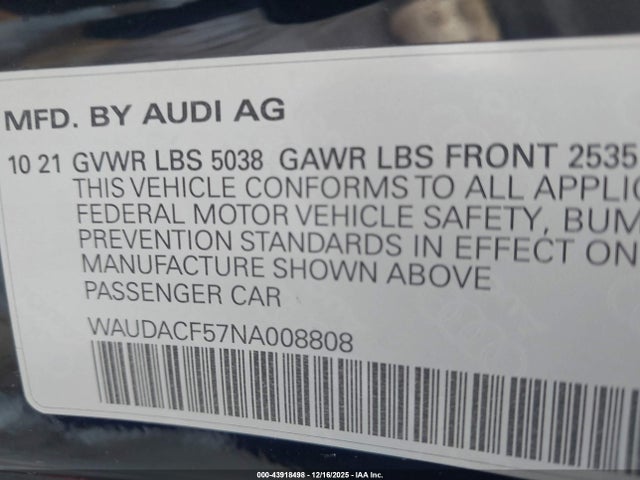 MFD. BY AUDI AG
10 21 GVWR LBS 5038 GAWR LBS FRONT 2535
THIS VEHICLE CONFORMS TO ALL APPLIC
FEDERAL MOTOR VEHICLE SAFETY, BUM
PREVENTION STANDARDS IN EFFECT ON
MANUFACTURE SHOWN ABOVE
PASSENGER CAR
WAUDACF57NA008808
000-43918498 - 12/16/2025 - IAA Inc.